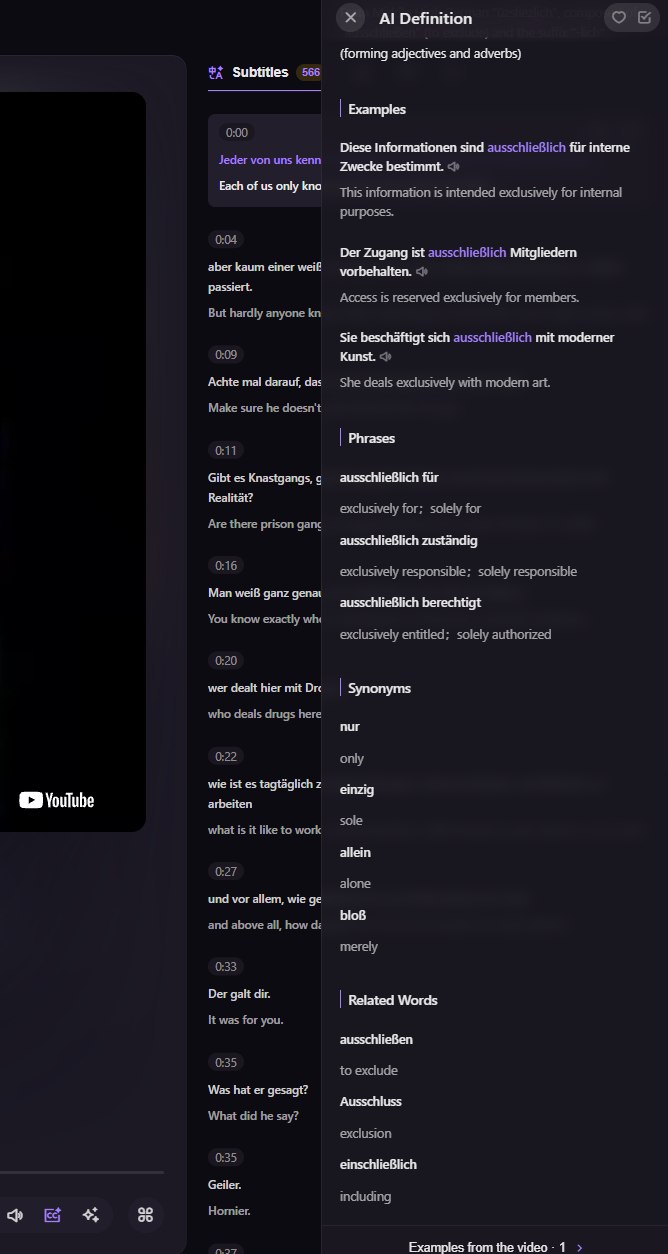 AI Definition
(forming adjectives and adverbs)
Examples
Diese Informationen sind ausschließlich für interne
Zwecke bestimmt.
This information is intended exclusively for internal
purposes.
Der Zugang ist ausschließlich Mitgliedern
vorbehalten.
Access is reserved exclusively for members.
Sie beschäftigt sich ausschließlich mit moderner
Kunst.
She deals exclusively with modern art.
Phrases
ausschließlich für
exclusively for；solely for
ausschließlich zuständig
exclusively responsible；solely responsible
ausschließlich berechtigt
exclusively entitled；solely authorized
Synonyms
nur
only
einzig
sole
allein
alone
bloß
merely
Related Words
ausschließen
to exclude
Ausschluss
exclusion
einschließlich
including
Examples from the video · 1 >
Subtitles 566
0:00
Jeder von uns kenn
Each of us only kno
0:04
aber kaum einer weiß
passiert.
But hardly anyone kn
0:09
Achte mal darauf, das
Make sure he doesn't
0:11
Gibt es Knastgangs, g
Realität?
Are there prison gang
0:16
Man weiß ganz genau
You know exactly who
0:20
wer dealt hier mit Dro
who deals drugs here
0:22
wie ist es tagtäglich z
arbeiten
what is it like to work
0:27
und vor allem, wie ge
and above all, how da
0:33
Der galt dir.
It was for you.
0:35
Was hat er gesagt?
What did he say?
0:35
Geiler.
Hornier.
0:37
YouTube
CC